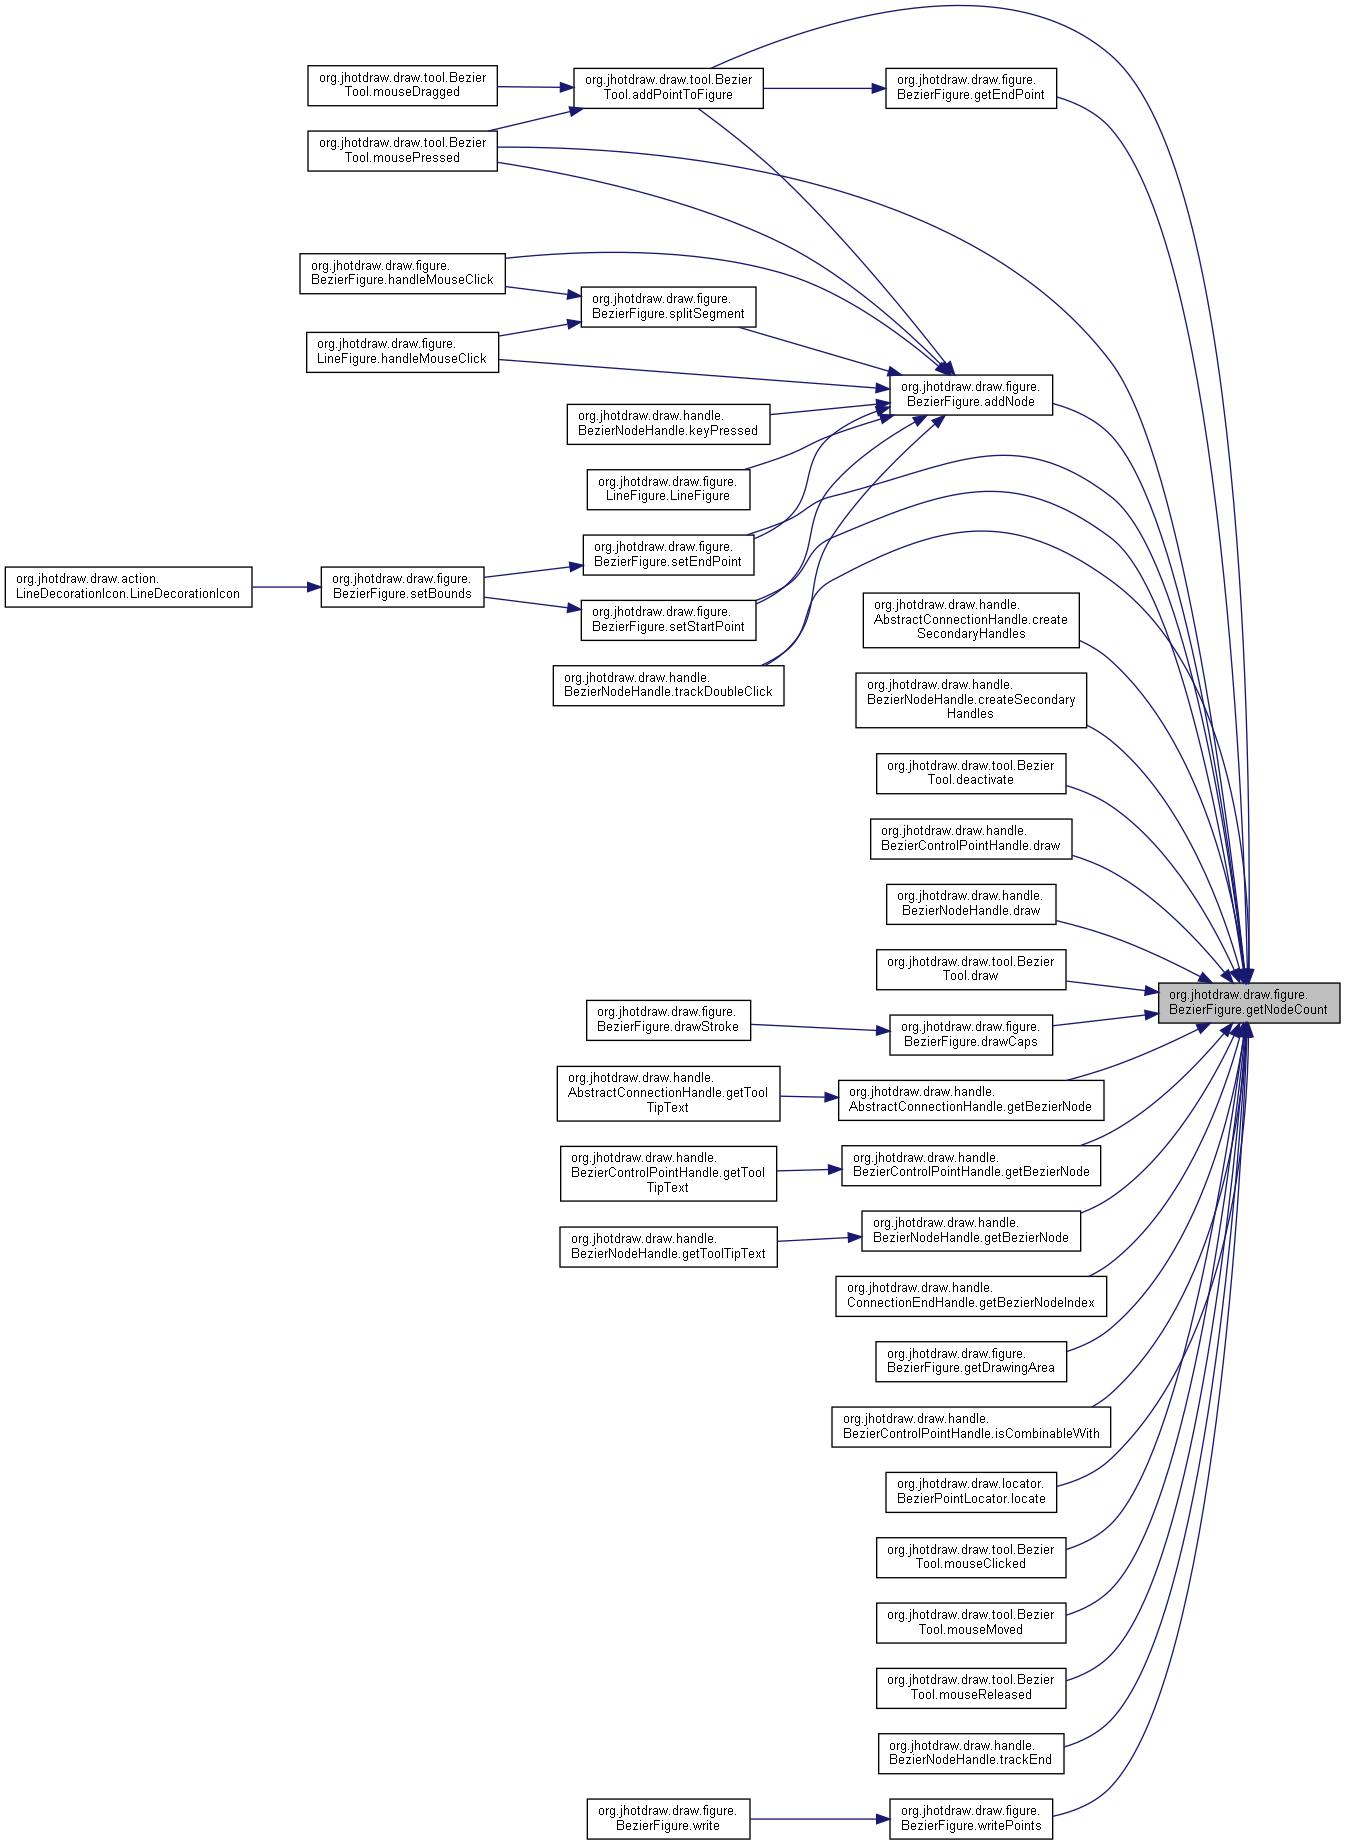 org.jhotdraw.draw.tool.Bezier
Tool.mouseDragged
org.jhotdraw.draw.tool.Bezier
Tool.addPointToFigure
org.jhotdraw.draw.figure.
BezierFigure.getEndPoint
org.jhotdraw.draw.tool.Bezier
Tool.mousePressed
org.jhotdraw.draw.figure.
BezierFigure.handleMouseClick
org.jhotdraw.draw.figure.
BezierFigure.splitSegment
org.jhotdraw.draw.figure.
LineFigure.handleMouseClick
org.jhotdraw.draw.figure.
BezierFigure.addNode
org.jhotdraw.draw.handle.
BezierNodeHandle.keyPressed
org.jhotdraw.draw.figure.
LineFigure.LineFigure
org.jhotdraw.draw.figure.
BezierFigure.setEndPoint
org.jhotdraw.draw.action.
LineDecorationIcon.LineDecorationIcon
org.jhotdraw.draw.figure.
BezierFigure.setBounds
org.jhotdraw.draw.figure.
BezierFigure.setStartPoint
org.jhotdraw.draw.handle.
AbstractConnectionHandle.create
SecondaryHandles
org.jhotdraw.draw.handle.
BezierNodeHandle.trackDoubleClick
org.jhotdraw.draw.handle.
BezierNodeHandle.createSecondary
Handles
org.jhotdraw.draw.tool.Bezier
Tool.deactivate
org.jhotdraw.draw.handle.
BezierControlPointHandle.draw
org.jhotdraw.draw.handle.
BezierNodeHandle.draw
org.jhotdraw.draw.tool.Bezier
Tool.draw
org.jhotdraw.draw.figure.
BezierFigure.getNodeCount
org.jhotdraw.draw.figure.
BezierFigure.drawStroke
org.jhotdraw.draw.figure.
BezierFigure.drawCaps
org.jhotdraw.draw.handle.
AbstractConnectionHandle.getTool
TipText
org.jhotdraw.draw.handle.
AbstractConnectionHandle.getBezierNode
org.jhotdraw.draw.handle.
BezierControlPointHandle.getTool
TipText
org.jhotdraw.draw.handle.
BezierControlPointHandle.getBezierNode
org.jhotdraw.draw.handle.
BezierNodeHandle.getToolTipText
org.jhotdraw.draw.handle.
BezierNodeHandle.getBezierNode
org.jhotdraw.draw.handle.
ConnectionEndHandle.getBezierNodeIndex
org.jhotdraw.draw.figure.
BezierFigure.getDrawingArea
org.jhotdraw.draw.handle.
BezierControlPointHandle.isCombinableWith
org.jhotdraw.draw.locator.
BezierPointLocator.locate
org.jhotdraw.draw.tool.Bezier
Tool.mouseClicked
org.jhotdraw.draw.tool.Bezier
Tool.mouseMoved
org.jhotdraw.draw.tool.Bezier
Tool.mouseReleased
org.jhotdraw.draw.handle.
BezierNodeHandle.trackEnd
org.jhotdraw.draw.figure.
BezierFigure.write
org.jhotdraw.draw.figure.
BezierFigure.writePoints